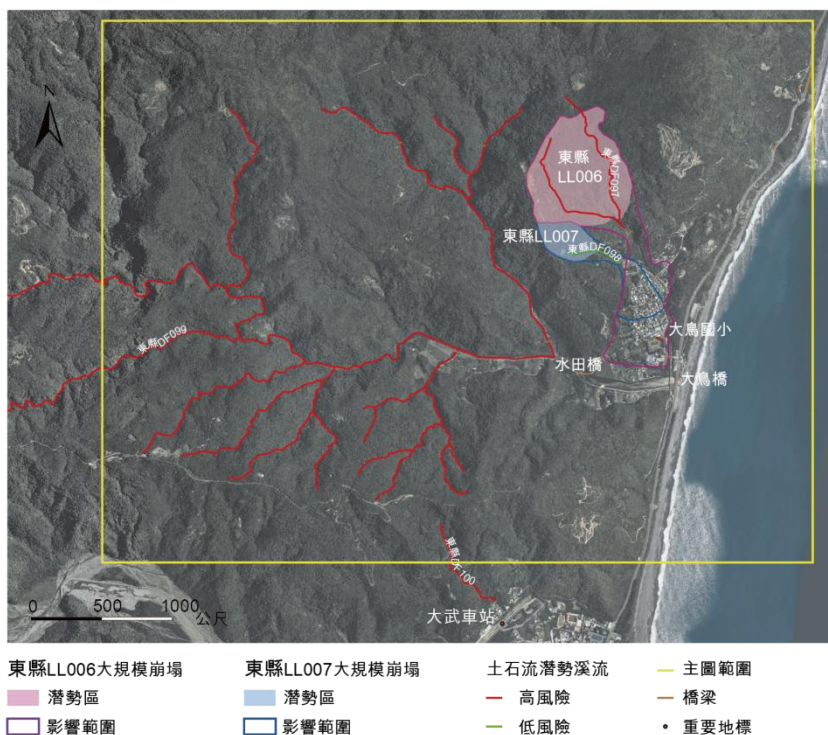 N
東縣
LL006
東縣DF097
東縣LL007
東縣DF098
大鳥國小
東縣DF099
水田橋
大鳥橋
東縣DF100
0 500 1000
公尺
大武車站
東縣LL006大規模崩塌
潛勢區
影響範圍
東縣LL007大規模崩塌
潛勢區
影響範圍
土石流潛勢溪流
高風險
低風險
主圖範圍
橋梁
重要地標